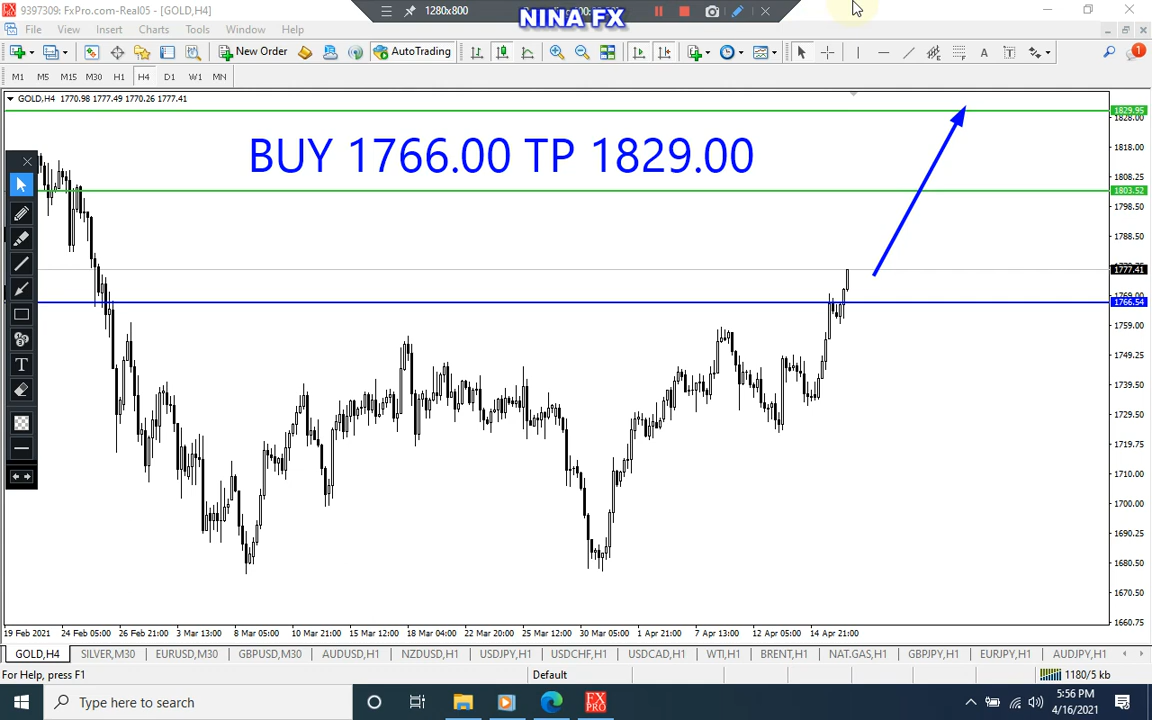 9397309: FxPro.com-Real05 - [GOLD,H4]
1280x800
NINA FX
File View Insert Charts Tools Window Help
New Order
AutoTrading
A
T
1
M1 M5 M15 M30 H1 H4 D1 W1 MN
GOLD,H4 1770.98 1777.49 1770.26 1777.41
BUY 1766.00 TP 1829.00
T
1829.95
1828.00
1818.00
1808.25
1803.52
1798.50
1788.50
1777.41
1769.00
1766.54
1759.00
1749.25
1739.50
1729.50
1719.75
1710.00
1700.00
1690.25
1680.50
1670.50
1660.75
19 Feb 2021 24 Feb 05:00 26 Feb 21:00 3 Mar 13:00 8 Mar 05:00 10 Mar 21:00 15 Mar 12:00 18 Mar 04:00 22 Mar 20:00 25 Mar 12:00 30 Mar 05:00 1 Apr 21:00 7 Apr 13:00 12 Apr 05:00 14 Apr 21:00
GOLD,H4 SILVER,M30 EURUSD,M30 GBPUSD,M30 AUDUSD,H1 NZDUSD,H1 USDJPY,H1 USDCHF,H1 USDCAD,H1 WTI,H1 BRENT,H1 NAT.GAS,H1 GBPJPY,H1 EURJPY,H1 AUDJPY,H1
For Help, press F1
Default
1180/5 kb
Type here to search
FX PRO
5:56 PM
4/16/2021